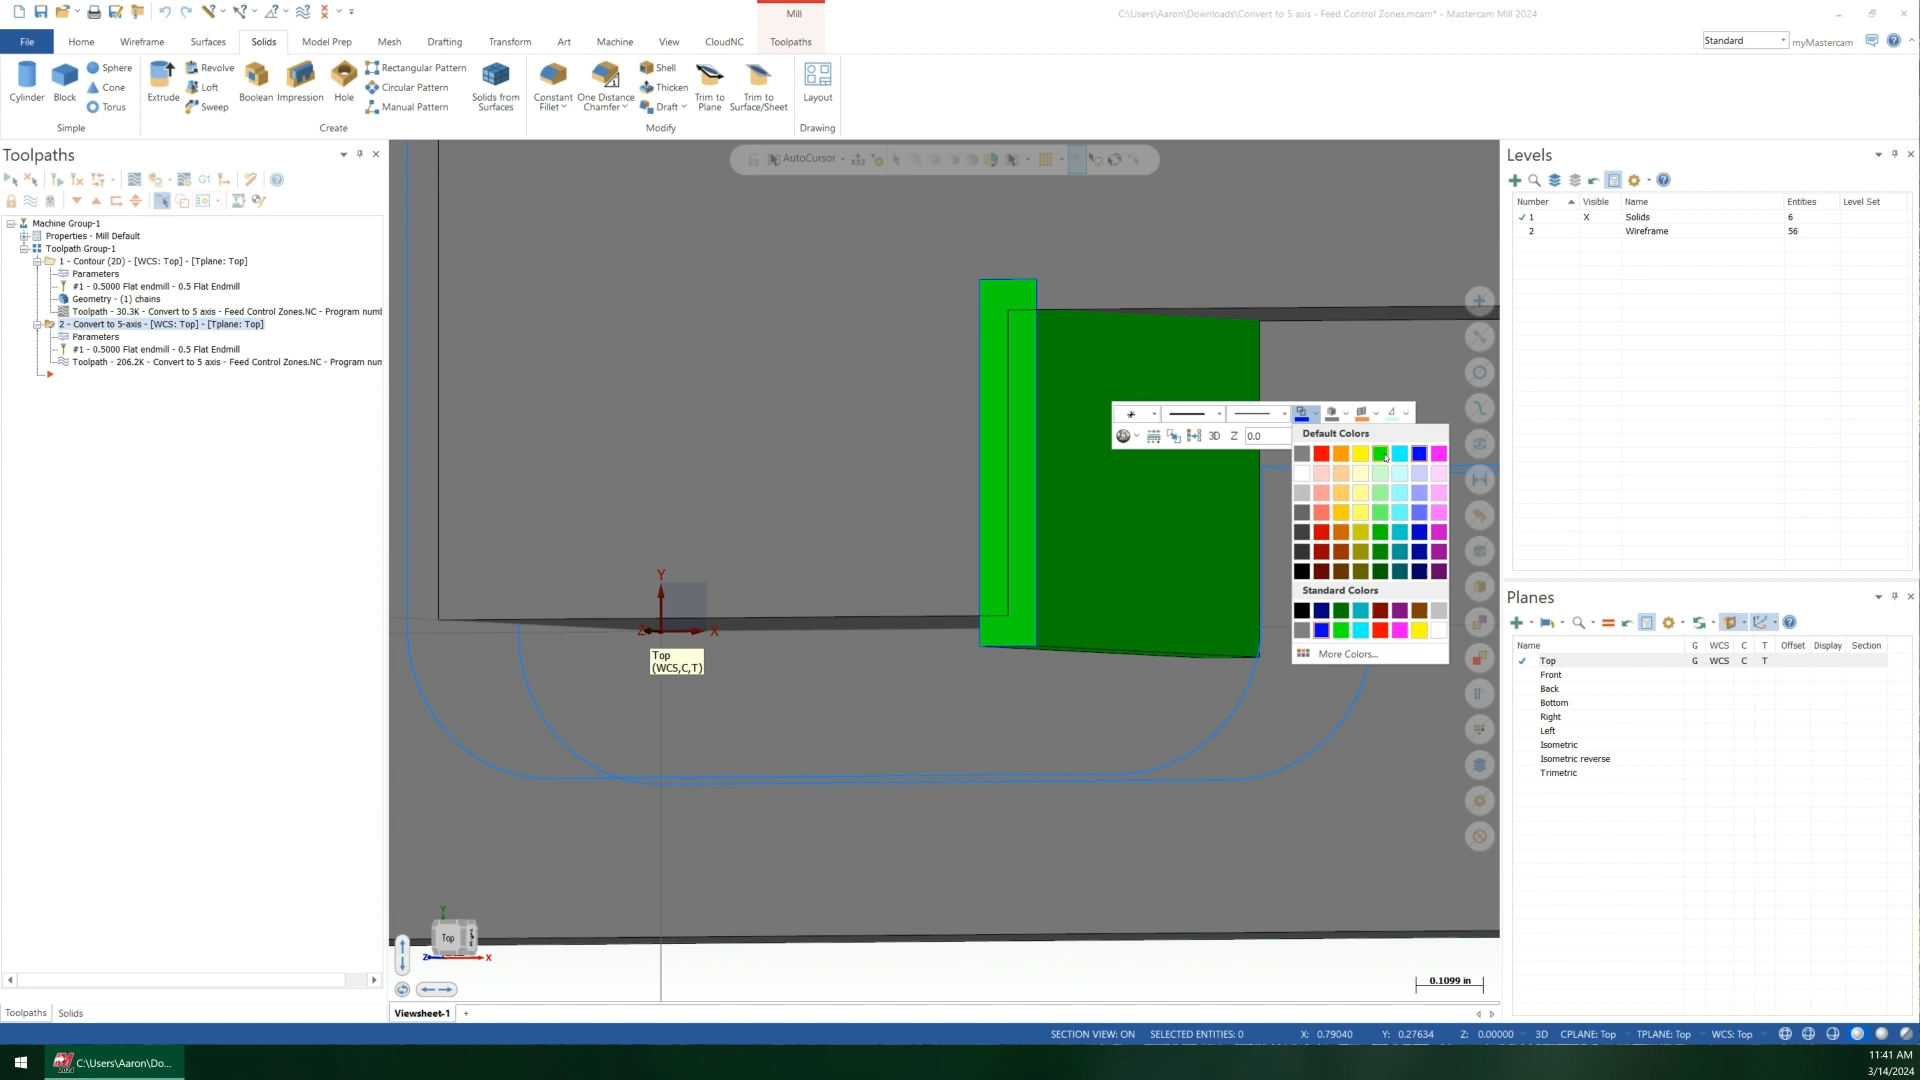 Mill
C:\Users\Aaron\Downloads\Convert to 5 axis - Feed Control Zones.mcam* - Mastercam Mill 2024
File Home Wireframe Surfaces Solids Model Prep Mesh Drafting Transform Art Machine View CloudNC Toolpaths
Standard myMastercam
Cylinder Block Sphere Cone Torus
Simple
Extrude Revolve Loft Sweep Boolean Impression Hole Rectangular Pattern Circular Pattern Manual Pattern Solids from Surfaces
Create
Constant Fillet One Distance Chamfer Shell Thicken Draft Trim to Plane Trim to Surface/Sheet
Modify
Layout
Drawing
Toolpaths
G1
Machine Group-1
Properties - Mill Default
Toolpath Group-1
1 - Contour (2D) - [WCS: Top] - [Tplane: Top]
Parameters
#1 - 0.5000 Flat endmill - 0.5 Flat Endmill
Geometry - (1) chains
Toolpath - 30.3K - Convert to 5 axis - Feed Control Zones.NC - Program numb
2 - Convert to 5-axis - [WCS: Top] - [Tplane: Top]
Parameters
#1 - 0.5000 Flat endmill - 0.5 Flat Endmill
Toolpath - 206.2K - Convert to 5 axis - Feed Control Zones.NC - Program nun
Toolpaths Solids
AutoCursor
3D Z 0.0
Default Colors
Standard Colors
More Colors...
Y
Z X
Top
(WCS,C,T)
Y
Top
Z X
0.1099 in
Viewsheet-1 +
Levels
Number Visible Name Entities Level Set
1 X Solids 6
2 Wireframe 56
Planes
Name G WCS C T Offset Display Section
Top G WCS C T
Front
Back
Bottom
Right
Left
Isometric
Isometric reverse
Trimetric
SECTION VIEW: ON SELECTED ENTITIES: 0 X: 0.79040 Y: 0.27634 Z: 0.00000 3D CPLANE: Top TPLANE: Top WCS: Top
C:\Users\Aaron\Do...
11:41 AM
3/14/2024